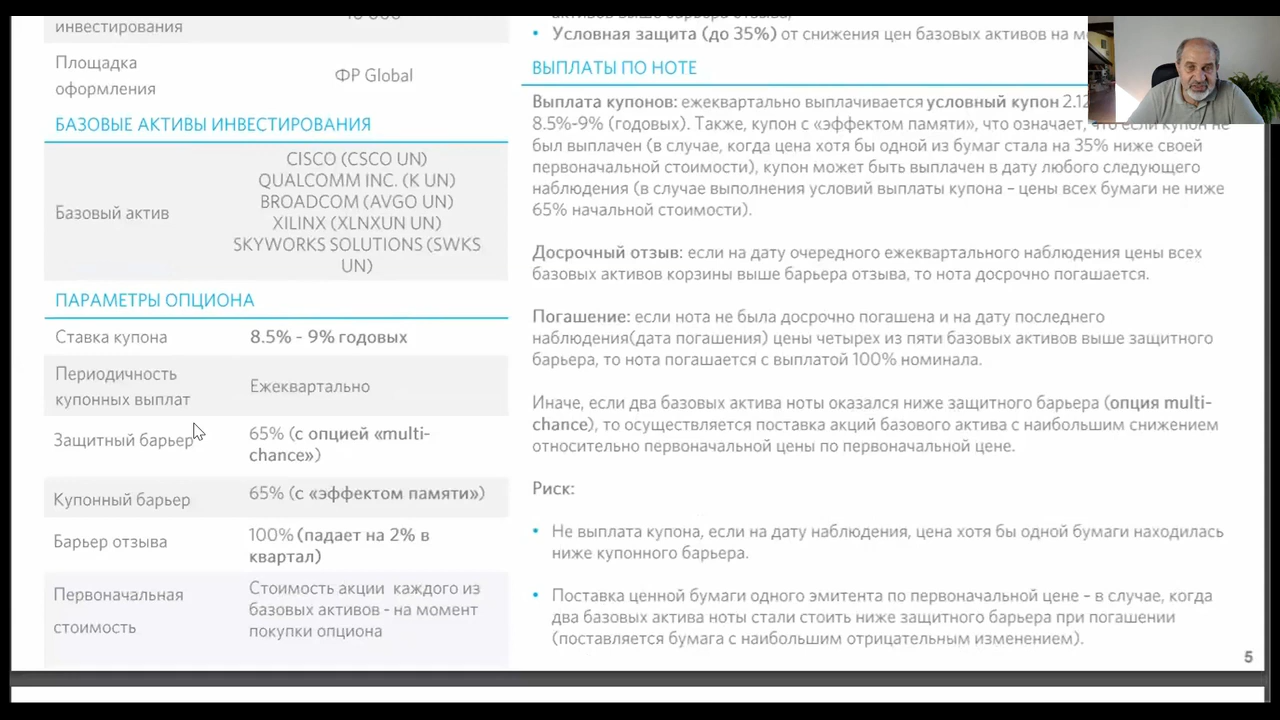 инвестирования
Площадка
оформления
ФР Global
БАЗОВЫЕ АКТИВЫ ИНВЕСТИРОВАНИЯ
Базовый актив
CISCO (CSCO UN)
QUALCOMM INC. (K UN)
BROADCOM (AVGO UN)
XILINX (XLNXUN UN)
SKYWORKS SOLUTIONS (SWKS
UN)
ПАРАМЕТРЫ ОПЦИОНА
Ставка купона
8.5% - 9% годовых
Периодичность
купонных выплат
Ежеквартально
Защитный барьер
65% (с опцией «multi-
chance»)
Купонный барьер
65% (с «эффектом памяти»)
Барьер отзыва
100% (падает на 2% в
квартал)
Первоначальная
стоимость
Стоимость акции каждого из
базовых активов - на момент
покупки опциона
активов выше барьера отзыва;
• Условная защита (до 35%) от снижения цен базовых активов на
ВЫПЛАТЫ ПО НОТЕ
Выплата купонов: ежеквартально выплачивается условный купон
8.5%-9% (годовых). Также, купон с «эффектом памяти», что означает, что если купон не
был выплачен (в случае, когда цена хотя бы одной из бумаг стала на 35% ниже своей
первоначальной стоимости), купон может быть выплачен в дату любого следующего
наблюдения (в случае выполнения условий выплаты купона – цены всех бумаги не ниже
65% начальной стоимости).
Досрочный отзыв: если на дату очередного ежеквартального наблюдения цены всех
базовых активов корзины выше барьера отзыва, то нота досрочно погашается.
Погашение: если нота не была досрочно погашена и на дату последнего
наблюдения(дата погашения) цены четырех из пяти базовых активов выше защитного
барьера, то нота погашается с выплатой 100% номинала.
Иначе, если два базовых актива ноты оказался ниже защитного барьера (опция multi-
chance), то осуществляется поставка акций базового актива с наибольшим снижением
относительно первоначальной цены по первоначальной цене.
Риск:
• Не выплата купона, если на дату наблюдения, цена хотя бы одной бумаги находилась
ниже купонного барьера.
• Поставка ценной бумаги одного эмитента по первоначальной цене – в случае, когда
два базовых актива ноты стали стоить ниже защитного барьера при погашении
(поставляется бумага с наибольшим отрицательным изменением).
5